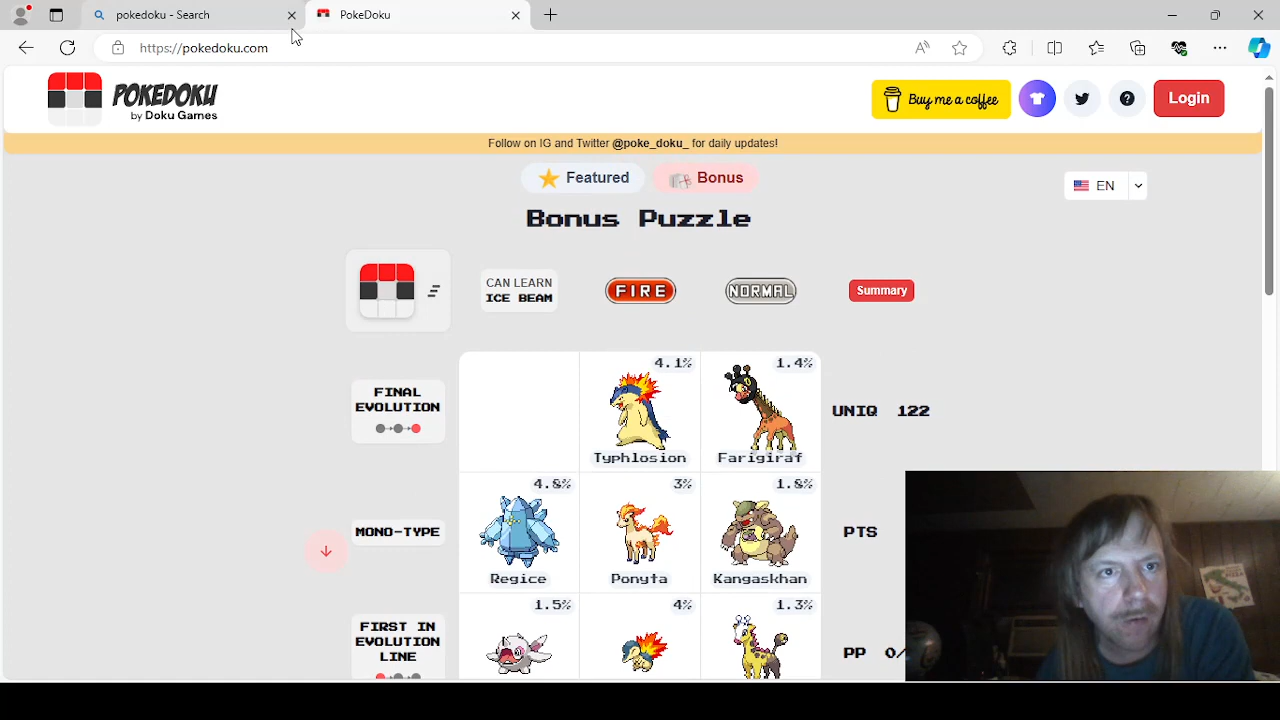 pokedoku - Search
PokeDoku
https://pokedoku.com
POKEDOKU
by Doku Games
Buy me a coffee
Login
Follow on IG and Twitter @poke_doku_ for daily updates!
Featured
Bonus
EN
Bonus Puzzle
CAN LEARN
ICE BEAM
FIRE
NORMAL
Summary
FINAL
EVOLUTION
4.1%
Typhlosion
1.4%
Farigiraf
UNIQ 122
MONO-TYPE
4.8%
Regice
3%
Ponyta
1.8%
Kangaskhan
PTS
FIRST IN
EVOLUTION
LINE
1.5%
4%
1.3%
PP 0/